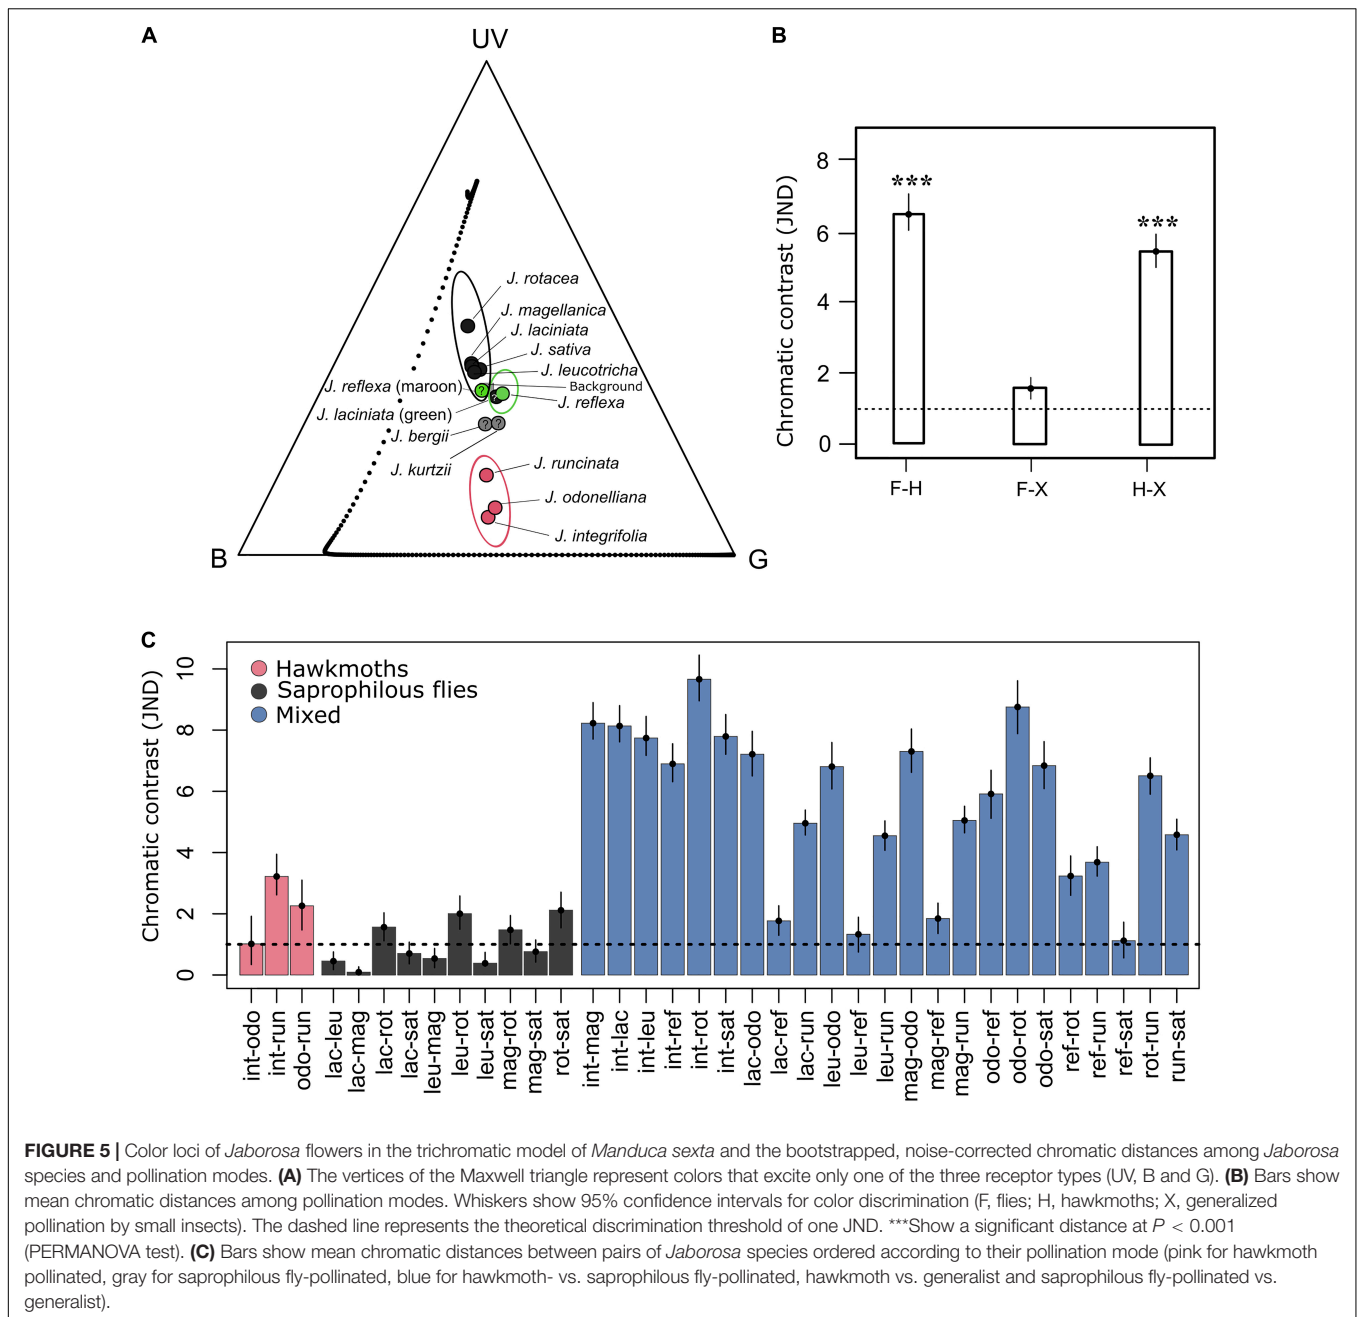 A
UV
J. rotacea
J. magellanica
J. laciniata
J. sativa
J. leucotricha
J. reflexa (maroon)
Background
J. reflexa
J. laciniata (green)
J. bergii
J. kurtzii
J. runcinata
J. odonelliana
J. integrifolia
B
G
? ? ? ?
B
Chromatic contrast (JND)
8
6
4
2
0
***
***
F-H
F-X
H-X
C
Chromatic contrast (JND)
10
8
6
4
2
0
Hawkmoths
Saprophilous flies
Mixed
int-odo
int-run
odo-run
lac-leu
lac-mag
lac-rot
lac-sat
leu-mag
leu-rot
leu-sat
mag-rot
mag-sat
rot-sat
int-mag
int-lac
int-leu
int-ref
int-rot
int-sat
lac-odo
lac-ref
lac-run
leu-odo
leu-ref
leu-run
mag-odo
mag-ref
mag-run
odo-ref
odo-rot
odo-sat
ref-rot
ref-run
ref-sat
rot-run
run-sat
FIGURE 5 | Color loci of Jaborosa flowers in the trichromatic model of Manduca sexta and the bootstrapped, noise-corrected chromatic distances among Jaborosa
species and pollination modes. (A) The vertices of the Maxwell triangle represent colors that excite only one of the three receptor types (UV, B and G). (B) Bars show
mean chromatic distances among pollination modes. Whiskers show 95% confidence intervals for color discrimination (F, flies; H, hawkmoths; X, generalized
pollination by small insects). The dashed line represents the theoretical discrimination threshold of one JND. ***Show a significant distance at P < 0.001
(PERMANOVA test). (C) Bars show mean chromatic distances between pairs of Jaborosa species ordered according to their pollination mode (pink for hawkmoth
pollinated, gray for saprophilous fly-pollinated, blue for hawkmoth- vs. saprophilous fly-pollinated, hawkmoth vs. generalist and saprophilous fly-pollinated vs.
generalist).